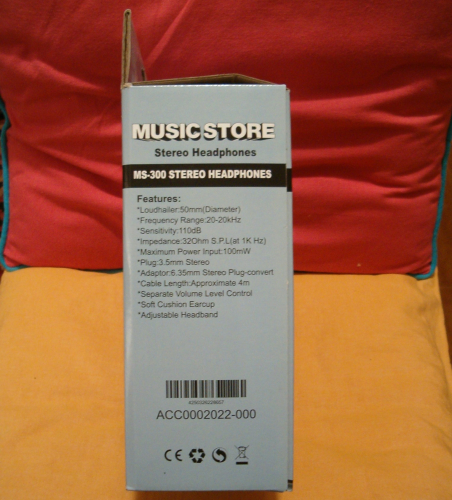 MUSIC STORE
Stereo Headphones
MS-300 STEREO HEADPHONES
Features:
*Loudhaller:50mm(Diameter)
*Frequency Range:20-20kHz
*Sensitivity:110dB
*Impedance:32Ohm S.P.L(at 1K Hz)
*Maximum Power Input:100mW
*Plug:3.5mm Stereo
*Adaptor:6.35mm Stereo Plug-convert
*Cable Length:Approximate 4m
*Separate Volume Level Control
*Soft Cushion Earcup
*Adjustable Headband
ACC0002022-000
CE